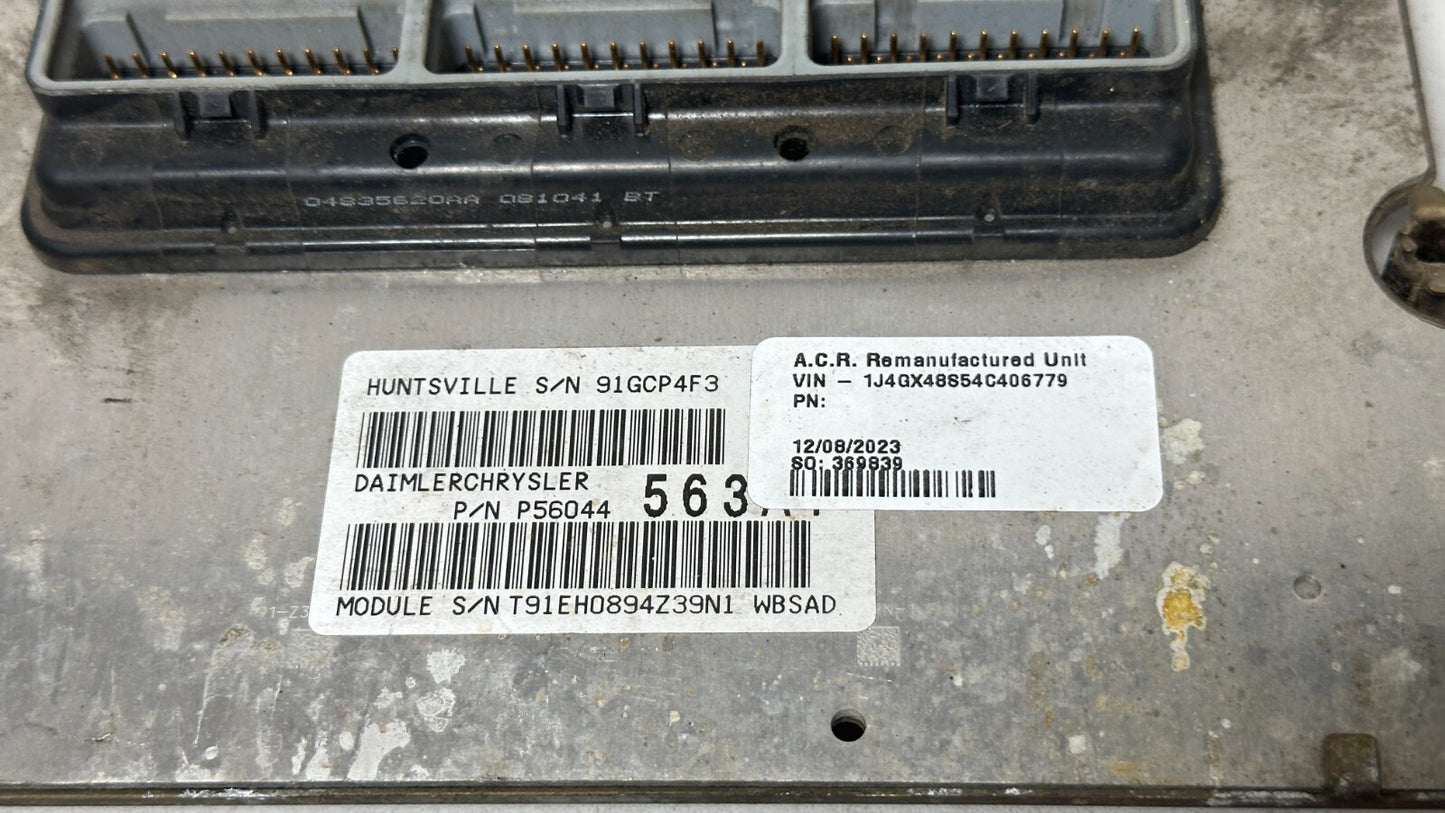 04835620AA 081041 BT
HUNTSVILLE S/N 91GCP4F3
DAIMLERCHRYSLER
P/N P56044 563
MODULE S/N T91EH0894Z39N1 WBSAD
A.C.R. Remanufactured Unit
VIN - 1J4GX48S54C406779
PN:
12/08/2023
SO: 369839